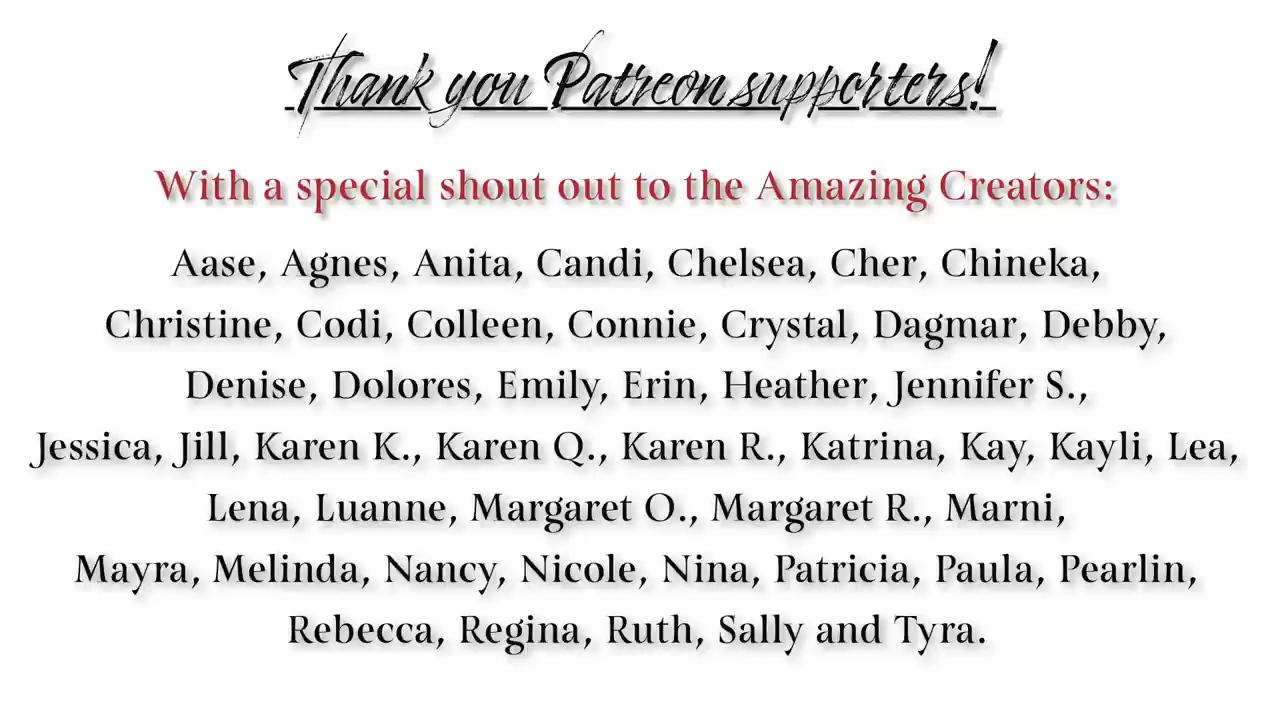 Thank you Patreon supporters!
With a special shout out to the Amazing Creators:
Aase, Agnes, Anita, Candi, Chelsea, Cher, Chineka,
Christine, Codi, Colleen, Connie, Crystal, Dagmar, Debby,
Denise, Dolores, Emily, Erin, Heather, Jennifer S.,
Jessica, Jill, Karen K., Karen Q., Karen R., Katrina, Kay, Kayli, Lea,
Lena, Luanne, Margaret O., Margaret R., Marni,
Mayra, Melinda, Nancy, Nicole, Nina, Patricia, Paula, Pearlin,
Rebecca, Regina, Ruth, Sally and Tyra.